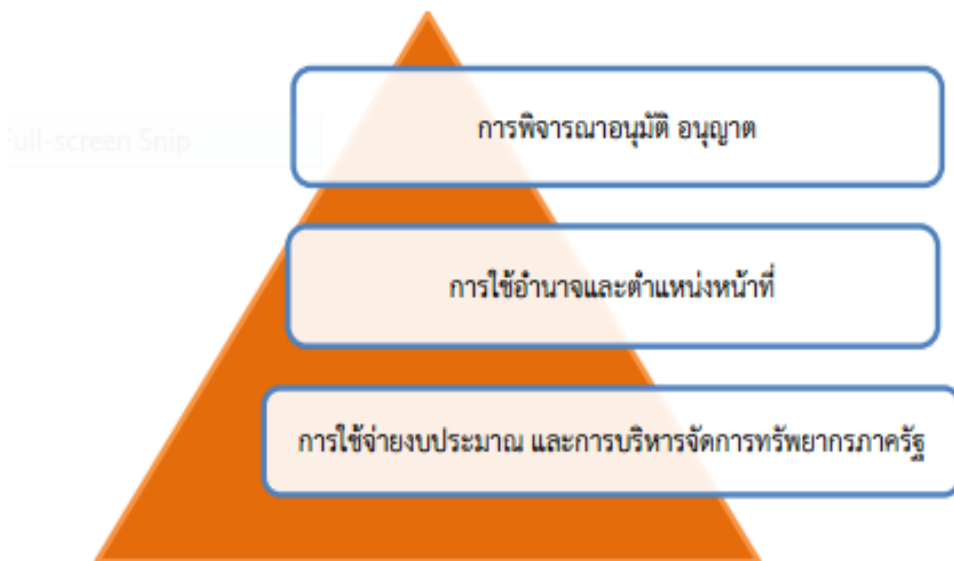 การพิจารณาอนุมัติ อนุญาต
Full-screen Snip
การใช้อำนาจและตำแหน่งหน้าที่
การใช้จ่ายงบประมาณ และการบริหารจัดการทรัพยากรภาครัฐ